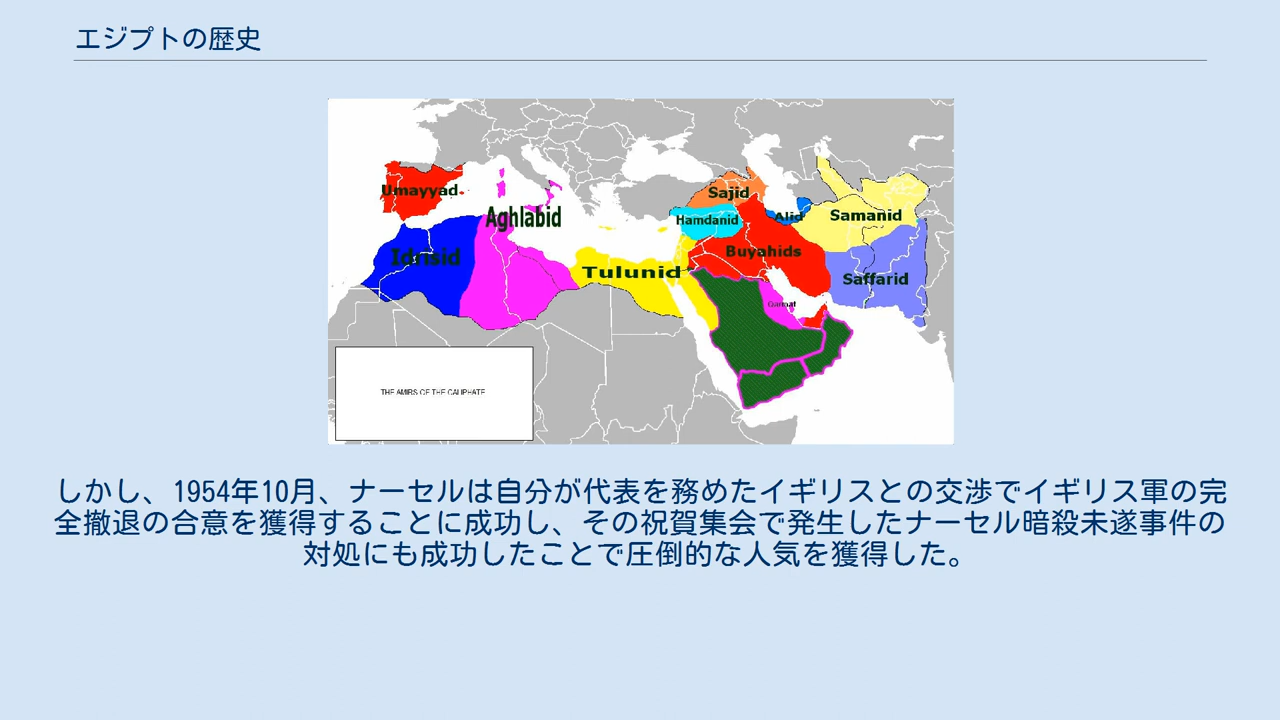 エジプトの歴史
Umayyad
Aghlabid
Idrisid
Tulunid
Sajid
Hamdanid
Alid
Samanid
Buyahids
Saffarid
Qarmat
THE AMIRS OF THE CALIPHATE
しかし、1954年10月、ナーセルは自分が代表を務めたイギリスとの交渉でイギリス軍の完
全撤退の合意を獲得することに成功し、その祝賀集会で発生したナーセル暗殺未遂事件の
対処にも成功したことで圧倒的な人気を獲得した。